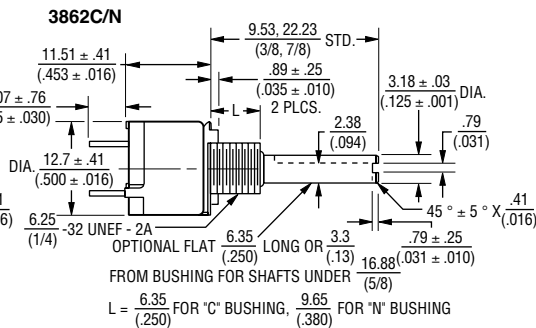 3862C/N
9.53, 22.23 STD.
(3/8, 7/8)
11.51 ± .41
(.453 ± .016)
.89 ± .25
(.035 ± .010)
2 PLCS.
L
3.18 ± .03 DIA.
(.125 ± .001)
07 ± .76
5 ± .030)
2.38
(.094)
.79
(.031)
DIA. 12.7 ± .41
(.500 ± .016)
6.25 -32 UNEF - 2A
(1/4)
45 ° ± 5 ° X .41
(.016)
.79 ± .25
(.031 ± .010)
OPTIONAL FLAT 6.35 LONG OR 3.3
(.250) (.13)
FROM BUSHING FOR SHAFTS UNDER 16.88
(5/8)
L = 6.35 FOR "C" BUSHING, 9.65 FOR "N" BUSHING
(.250) (.380)